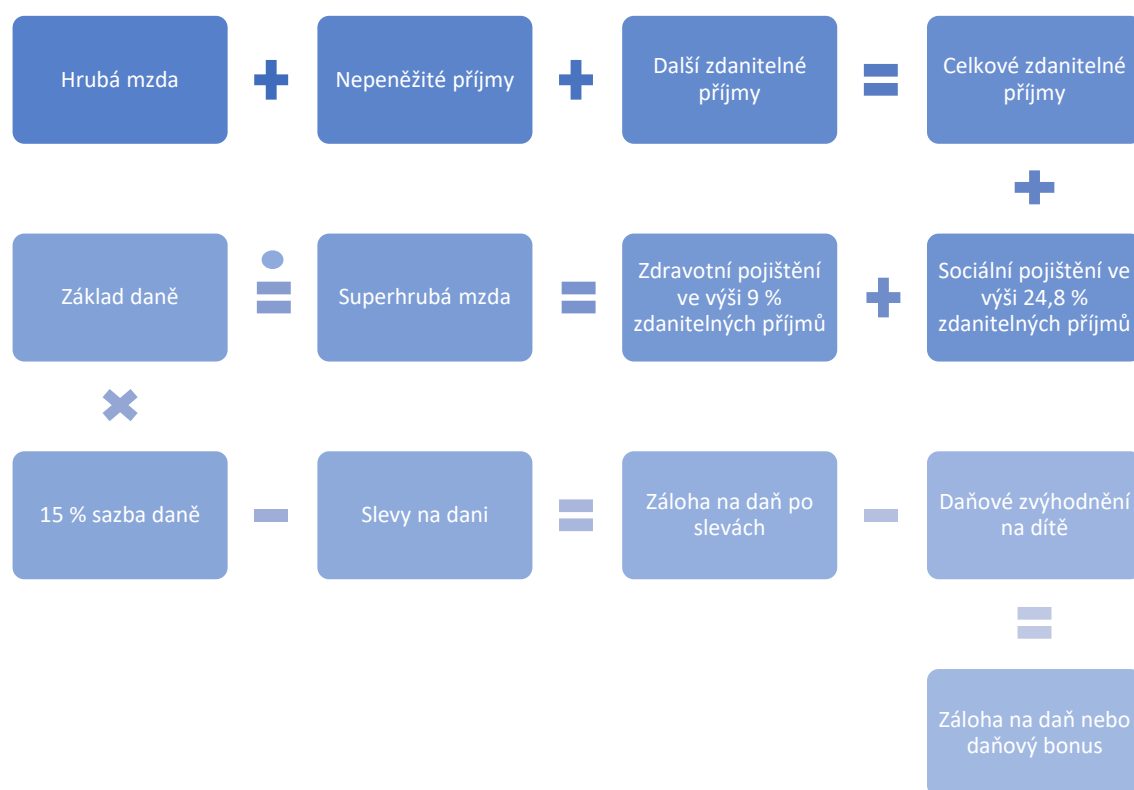 Hrubá mzda
Nepeněžité příjmy
Další zdanitelné
příjmy
Celkové zdanitelné
příjmy
Základ daně
Superhrubá mzda
Zdravotní pojištění
ve výši 9 %
zdanitelných příjmů
Sociální pojištění ve
výši 24,8 %
zdanitelných příjmů
15 % sazba daně
Slevy na dani
Záloha na daň po
slevách
Daňové zvýhodnění
na dítě
Záloha na daň nebo
daňový bonus